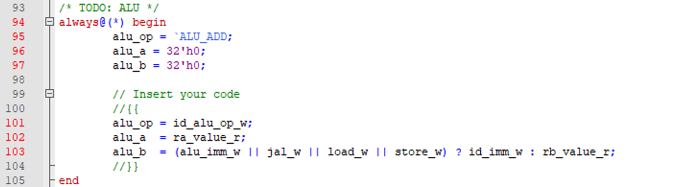 93 /* TODO: ALU */
94 always@(*) begin
95 alu_op = `ALU_ADD;
96 alu_a = 32'h0;
97 alu_b = 32'h0;
98
99 // Insert your code
100 //{{
101 alu_op = id_alu_op_w;
102 alu_a  = ra_value_r;
103 alu_b  = (alu_imm_w || jal_w || load_w || store_w) ? id_imm_w : rb_value_r;
104 //}}
105 end